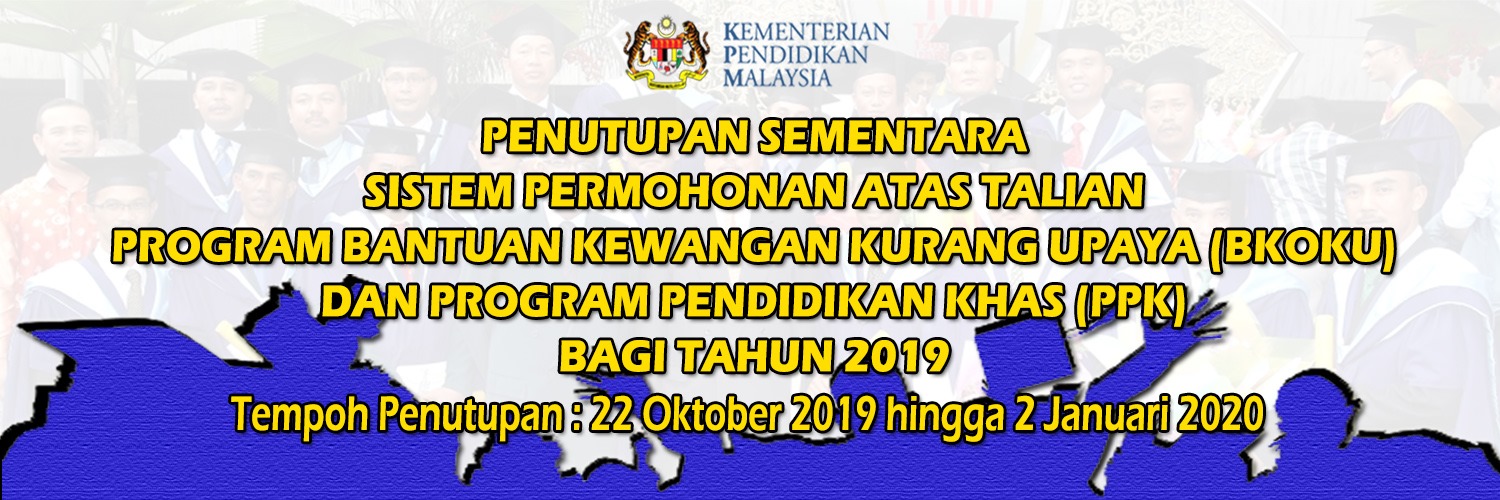 KEMENTERIAN
PENDIDIKAN
MALAYSIA
PENUTUPAN SEMENTARA
SISTEM PERMOHONAN ATAS TALIAN
PROGRAM BANTUAN KEWANGAN KURANG UPAYA (BKOKU)
DAN PROGRAM PENDIDIKAN KHAS (PPK)
BAGI TAHUN 2019
Tempoh Penutupan : 22 Oktober 2019 hingga 2 Januari 2020